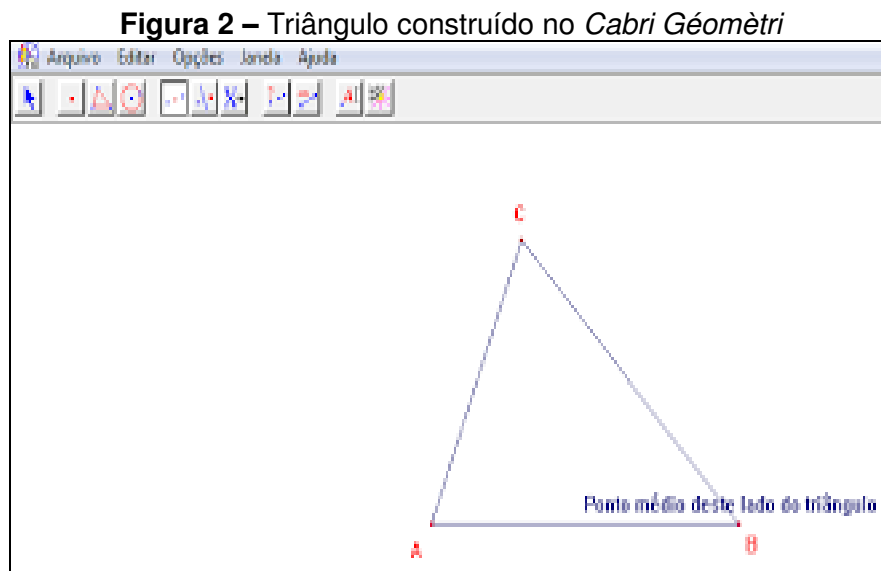 Figura 2 – Triângulo construído no Cabri Géomètri
Arquivo Editar Opções Janela Ajuda
C
Ponto médio deste lado do triângulo
A
B